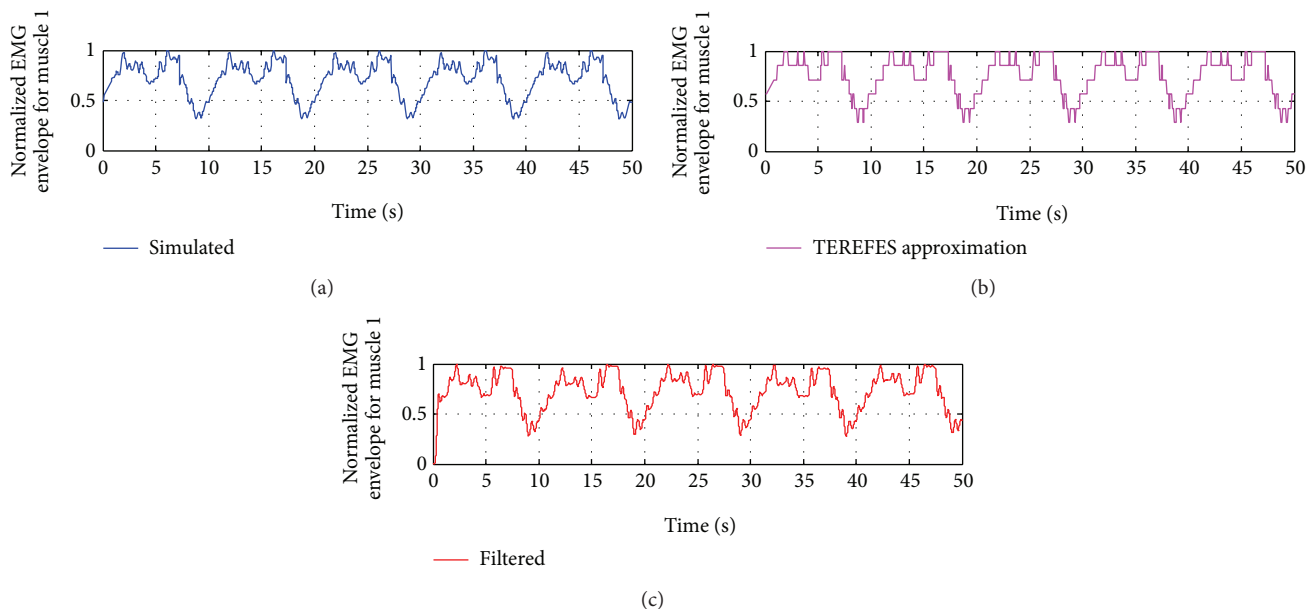 Normalized EMG
envelope for muscle 1
1
0.5
0
0 5 10 15 20 25 30 35 40 45 50
Time (s)
Simulated
(a)
Normalized EMG
envelope for muscle 1
1
0.5
0
0 5 10 15 20 25 30 35 40 45 50
Time (s)
TEREFES approximation
(b)
Normalized EMG
envelope for muscle 1
1
0.5
0
0 5 10 15 20 25 30 35 40 45 50
Time (s)
Filtered
(c)